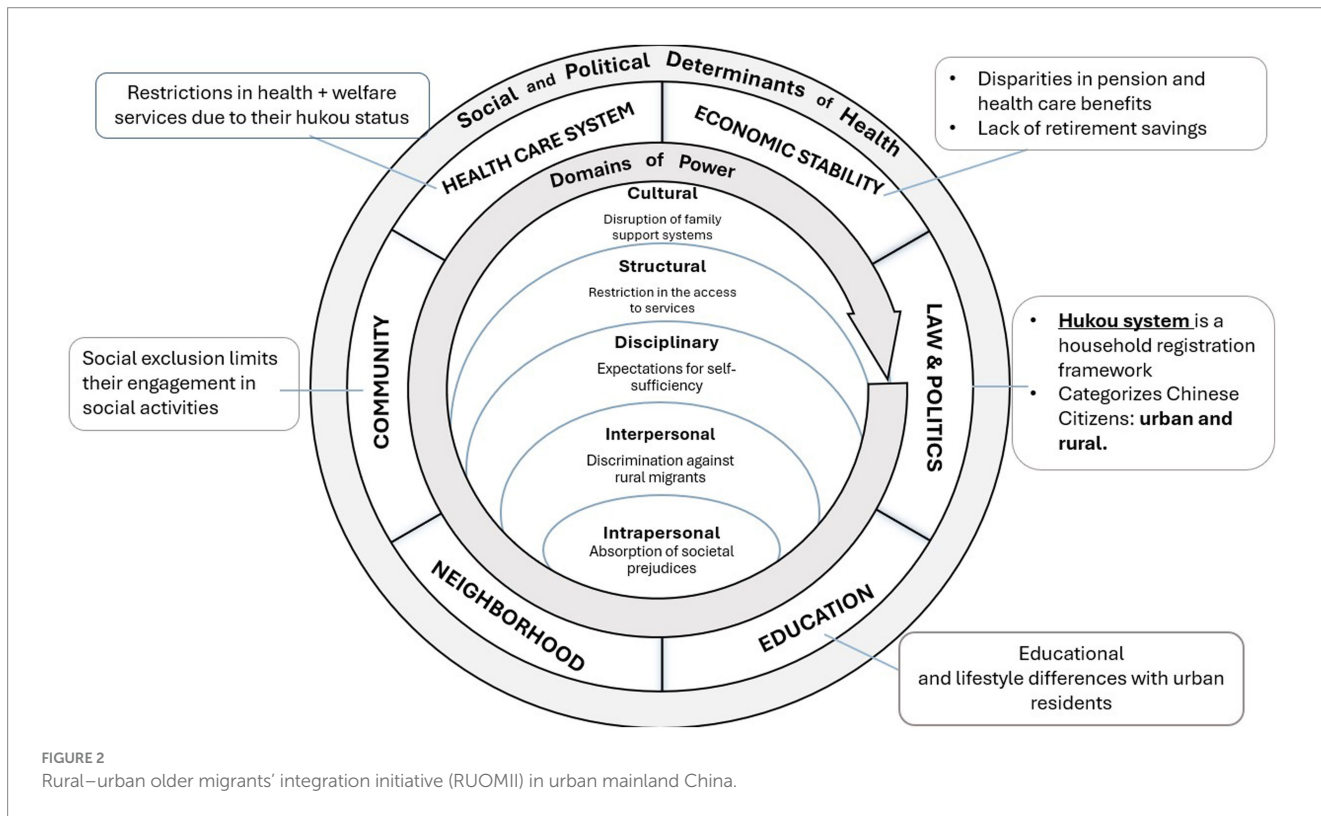 Social and Political Determinants of Health
Restrictions in health + welfare
services due to their hukou status
HEALTH CARE SYSTEM
ECONOMIC STABILITY
• Disparities in pension and
health care benefits
• Lack of retirement savings
Domains of Power
Cultural
Disruption of family
support systems
Structural
Restriction in the access
to services
Disciplinary
Expectations for self-
sufficiency
Interpersonal
Discrimination against
rural migrants
Intrapersonal
Absorption of societal
prejudices
COMMUNITY
Social exclusion limits
their engagement in
social activities
LAW & POLITICS
• Hukou system is a
household registration
framework
• Categorizes Chinese
Citizens: urban and
rural.
NEIGHBORHOOD
EDUCATION
Educational
and lifestyle differences with urban
residents
FIGURE 2
Rural–urban older migrants’ integration initiative (RUOMII) in urban mainland China.